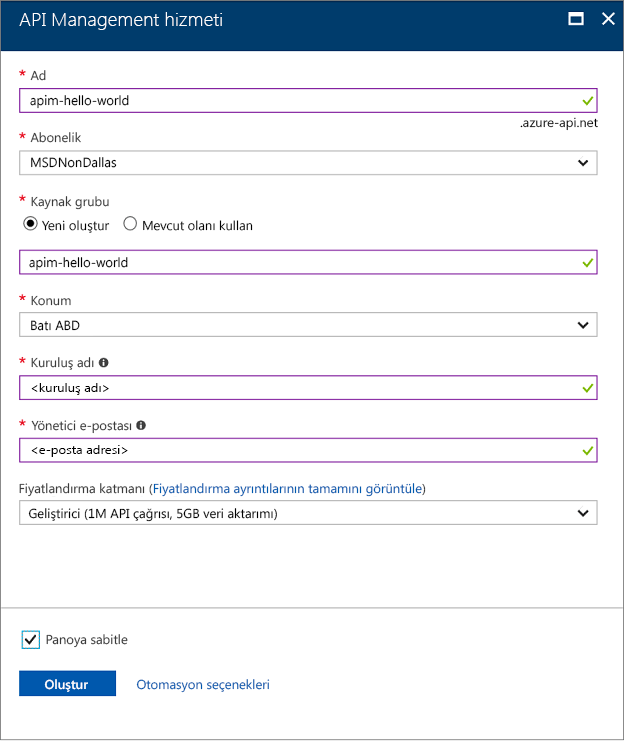 API Management hizmeti
* Ad
apim-hello-world
.azure-api.net
* Abonelik
MSDNonDallas
* Kaynak grubu
Yeni oluştur Mevcut olanı kullan
apim-hello-world
* Konum
Batı ABD
* Kuruluş adı
<kuruluş adı>
* Yönetici e-postası
<e-posta adresi>
Fiyatlandırma katmanı (Fiyatlandırma ayrıntılarının tamamını görüntüle)
Geliştirici (1M API çağrısı, 5GB veri aktarımı)
Panoya sabitle
Oluştur Otomasyon seçenekleri